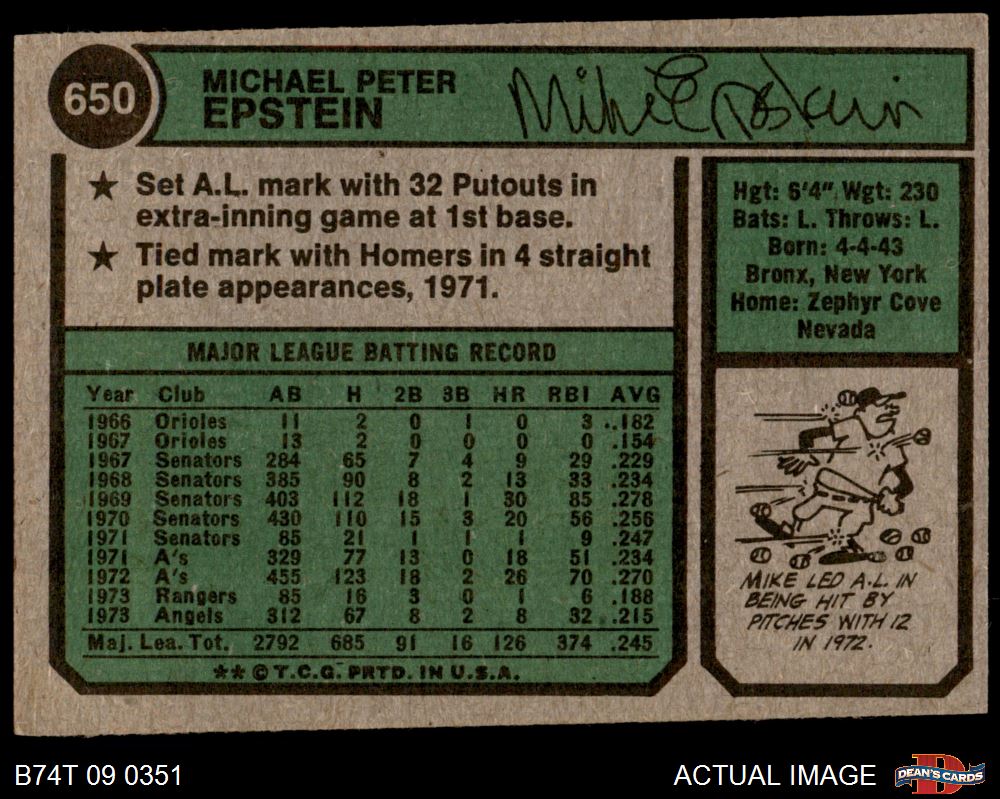 650
MICHAEL PETER
EPSTEIN
Mike Epstein
★ Set A.L. mark with 32 Putouts in
extra-inning game at 1st base.
★ Tied mark with Homers in 4 straight
plate appearances, 1971.
Hgt: 6'4" Wgt: 230
Bats: L. Throws: L.
Born: 4-4-43
Bronx, New York
Home: Zephyr Cove
Nevada
MAJOR LEAGUE BATTING RECORD
Year Club AB H 2B 3B HR RBI AVG
1966 Orioles 11 2 0 1 0 3 ..182
1967 Orioles 13 2 0 0 0 0 .154
1967 Senators 284 65 7 4 9 29 .229
1968 Senators 385 90 8 2 13 33 .234
1969 Senators 403 112 18 1 30 85 .278
1970 Senators 430 110 15 3 20 56 .256
1971 Senators 85 21 1 1 1 9 .247
1971 A's 329 77 13 0 18 51 .234
1972 A's 455 123 18 2 26 70 .270
1973 Rangers 85 16 3 0 1 6 .188
1973 Angels 312 67 8 2 8 32 .215
Maj. Lea. Tot. 2792 685 91 16 126 374 .245
** © T.C.G. PRTD. IN U.S.A.
MIKE LED A.L. IN
BEING HIT BY
PITCHES WITH 12
IN 1972.
B74T 09 0351
ACTUAL IMAGE
D
DEAN'S CARDS